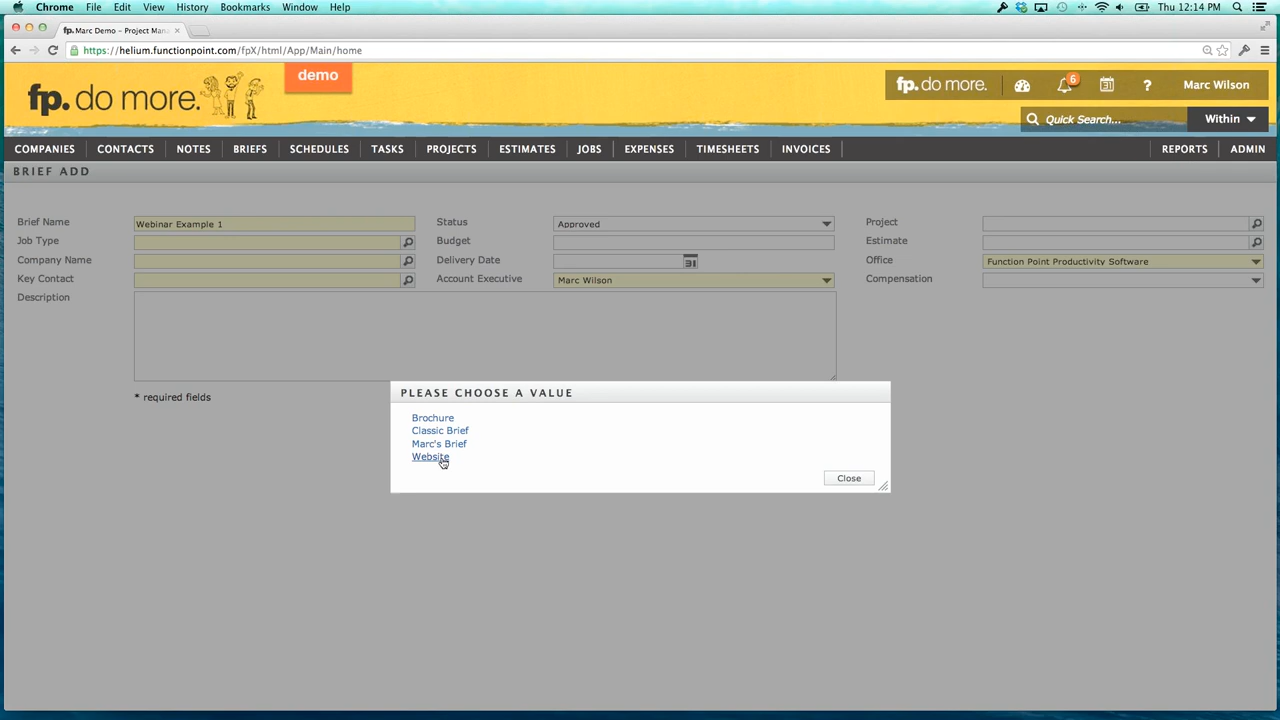 Chrome File Edit View History Bookmarks Window Help Thu 12:14 PM
fp. Marc Demo – Project Man
https://helium.functionpoint.com/fpX/html/App/Main/home
fp. do more. demo fp. do more. 6 ? Marc Wilson
Quick Search... Within
COMPANIES CONTACTS NOTES BRIEFS SCHEDULES TASKS PROJECTS ESTIMATES JOBS EXPENSES TIMESHEETS INVOICES REPORTS ADMIN
BRIEF ADD
Brief Name Webinar Example 1 Status Approved Project
Job Type Budget Estimate
Company Name Delivery Date 31 Office Function Point Productivity Software
Key Contact Account Executive Marc Wilson Compensation
Description
* required fields
PLEASE CHOOSE A VALUE
Brochure
Classic Brief
Marc's Brief
Website
Close